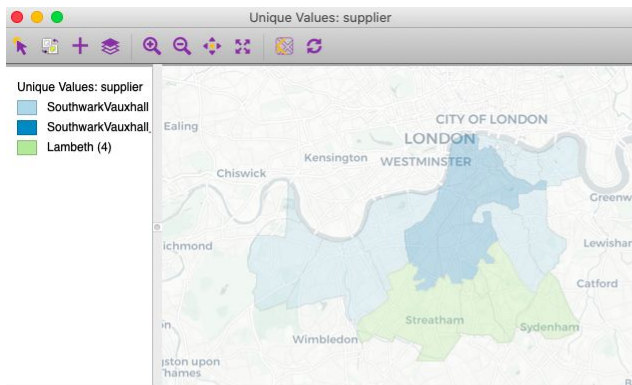 Unique Values: supplier
Unique Values: supplier
SouthwarkVauxhall
SouthwarkVauxhall_
Lambeth (4)
Ealing
CITY OF LONDON
LONDON
Kensington
WESTMINSTER
Chiswick
Greenw
ichmond
Lewishar
Catford
Streatham
Sydenham
Wimbledon
gston upon
Thames